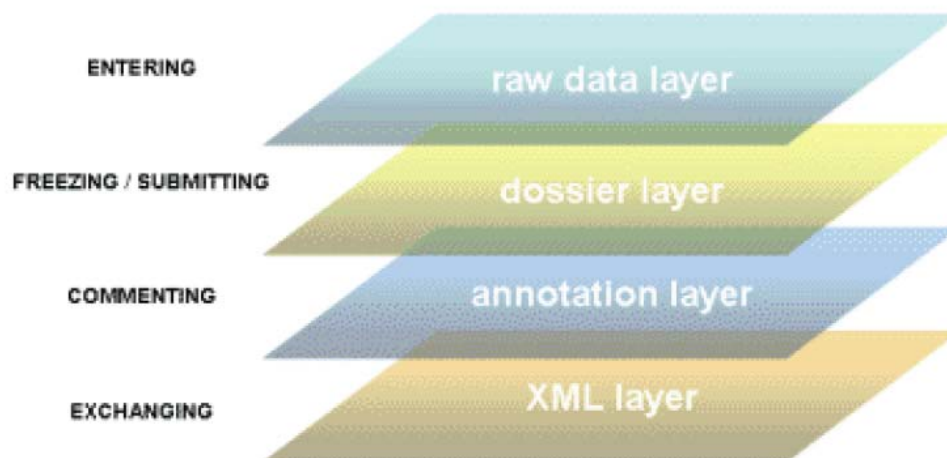 ENTERING
raw data layer
FREEZING / SUBMITTING
dossier layer
COMMENTING
annotation layer
EXCHANGING
XML layer